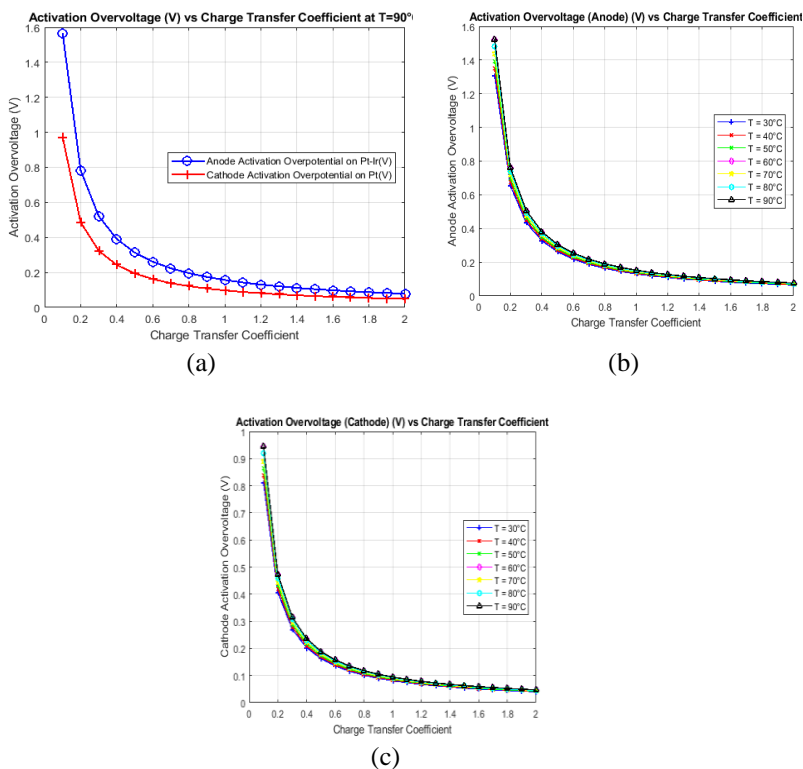 Activation Overvoltage (V) vs Charge Transfer Coefficient at T=90°
1.6
1.4
1.2
1
0.8
0.6
0.4
0.2
0
Activation Overvoltage (V)
Anode Activation Overpotential on Pt-Ir(V)
Cathode Activation Overpotential on Pt(V)
0 0.2 0.4 0.6 0.8 1 1.2 1.4 1.6 1.8 2
Charge Transfer Coefficient
(a)
Activation Overvoltage (Anode) (V) vs Charge Transfer Coefficient
1.6
1.4
1.2
1
0.8
0.6
0.4
0.2
0
Anode Activation Overvoltage (V)
T = 30°C
T = 40°C
T = 50°C
T = 60°C
T = 70°C
T = 80°C
T = 90°C
0 0.2 0.4 0.6 0.8 1 1.2 1.4 1.6 1.8 2
Charge Transfer Coefficient
(b)
Activation Overvoltage (Cathode) (V) vs Charge Transfer Coefficient
1
0.9
0.8
0.7
0.6
0.5
0.4
0.3
0.2
0.1
0
Cathode Activation Overvoltage (V)
T = 30°C
T = 40°C
T = 50°C
T = 60°C
T = 70°C
T = 80°C
T = 90°C
0 0.2 0.4 0.6 0.8 1 1.2 1.4 1.6 1.8 2
Charge Transfer Coefficient
(c)